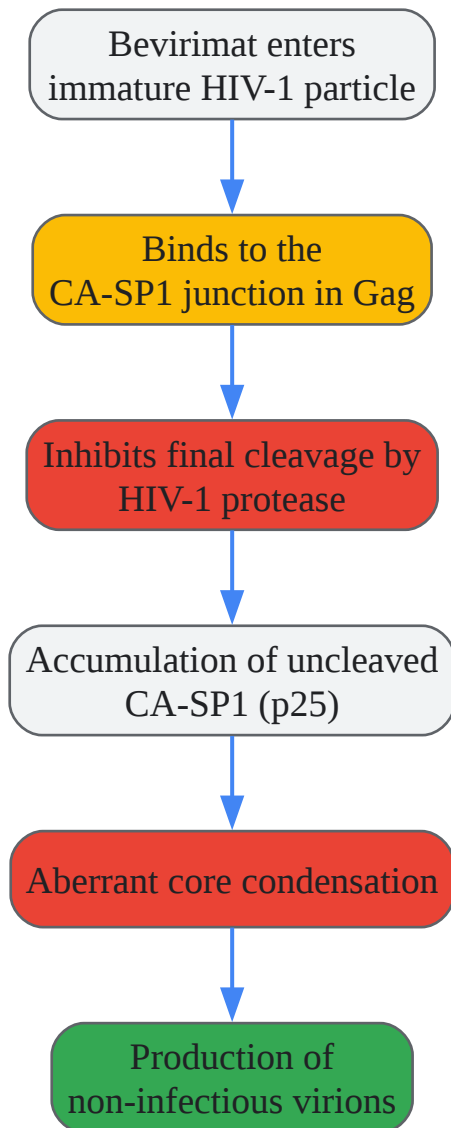 Bevirimat enters
immature HIV-1 particle
Binds to the
CA-SP1 junction in Gag
Inhibits final cleavage by
HIV-1 protease
Accumulation of uncleaved
CA-SP1 (p25)
Aberrant core condensation
Production of
non-infectious virions